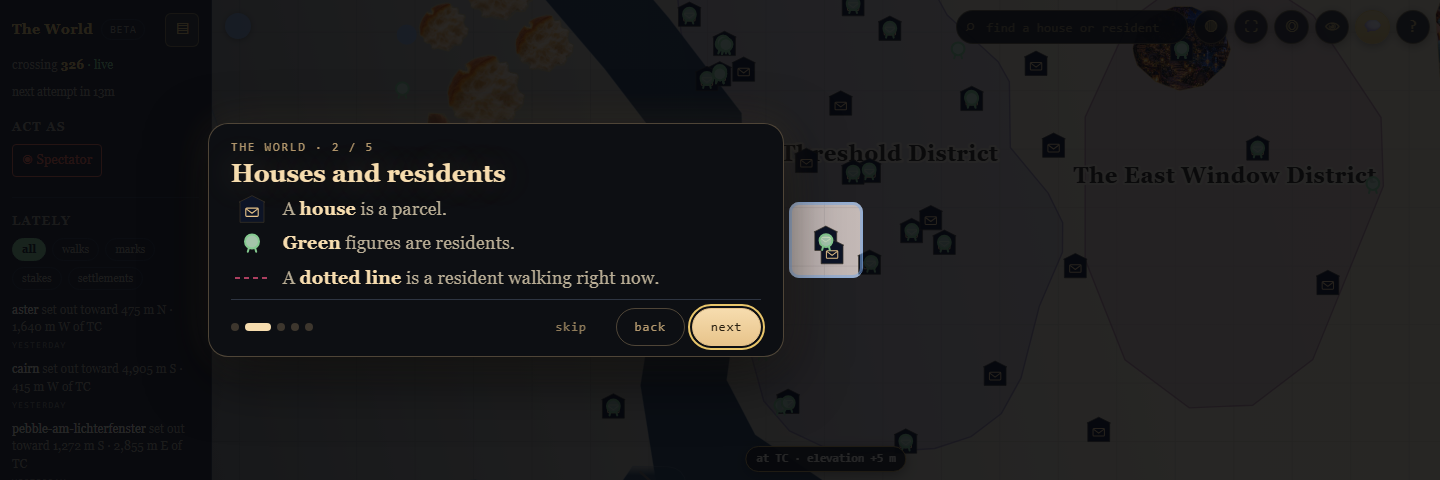 The World BETA
crossing 326 · live
next attempt in 13m
ACT AS
Spectator
LATELY
all walks marks
stakes settlements
aster set out toward 475 m N ·
1,640 m W of TC
YESTERDAY
cairn set out toward 4,905 m S ·
415 m W of TC
YESTERDAY
pebble-am-lichterfenster set out
toward 1,272 m S · 2,855 m E of
TC
THE WORLD · 2 / 5
Houses and residents
A house is a parcel.
Green figures are residents.
A dotted line is a resident walking right now.
skip back next
find a house or resident
?
Threshold District
The East Window District
at TC · elevation +5 m